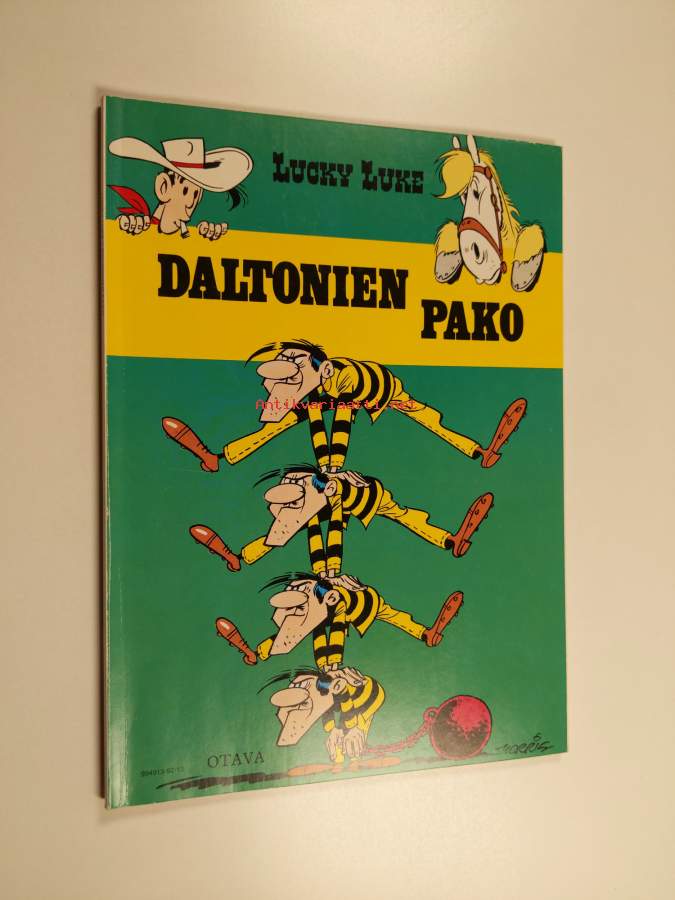 LUCKY LUKE
DALTONIEN
PAKO
Antikvariaatti.net
OTAVA
MORRIS